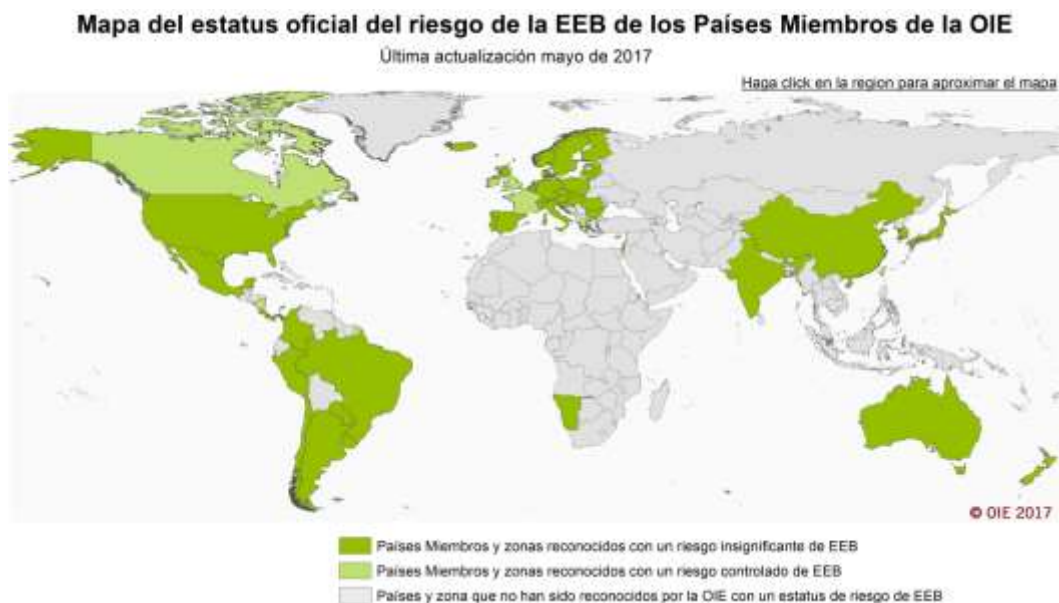 Mapa del estatus oficial del riesgo de la EEB de los Países Miembros de la OIE
Última actualización mayo de 2017
Haga click en la region para aproximar el mapa
© OIE 2017
Países Miembros y zonas reconocidos con un riesgo insignificante de EEB
Países Miembros y zonas reconocidos con un riesgo controlado de EEB
Países y zona que no han sido reconocidos por la OIE con un estatus de riesgo de EEB